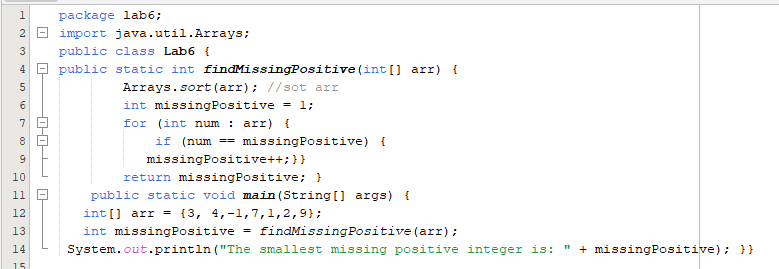 1 package lab6;
2 import java.util.Arrays;
3 public class Lab6 {
4 public static int findMissingPositive(int[] arr) {
5 Arrays.sort(arr); //sot arr
6 int missingPositive = 1;
7 for (int num : arr) {
8 if (num == missingPositive) {
9 missingPositive++;}}
10 return missingPositive; }
11 public static void main(String[] args) {
12 int[] arr = {3, 4,-1,7,1,2,9};
13 int missingPositive = findMissingPositive(arr);
14 System.out.println("The smallest missing positive integer is: " + missingPositive); }}
15